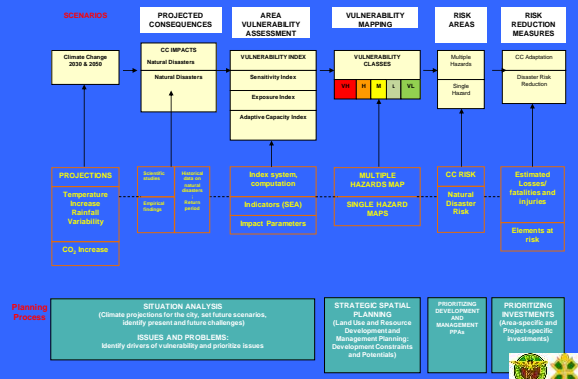 SCENARIOS
PROJECTED
CONSEQUENCES
AREA
VULNERABILITY
ASSESSMENT
VULNERABILITY
MAPPING
RISK
AREAS
RISK
REDUCTION
MEASURES
Climate Change
2030 & 2050
CC IMPACTS
Natural Disasters
Natural Disasters
VULNERABILITY INDEX
Sensitivity Index
Exposure Index
Adaptive Capacity Index
VULNERABILITY
CLASSES
VH H M L VL
Multiple
Hazards
Single
Hazard
CC Adaptation
Disaster Risk
Reduction
PROJECTIONS
Temperature
Increase
Rainfall
Variability
CO2 Increase
Scientific
studies
Empirical
findings
Historical
data on
natural
disasters
Return
period
Index system,
computation
Indicators (SEA)
Impact Parameters
MULTIPLE
HAZARDS MAP
SINGLE HAZARD
MAPS
CC RISK
Natural
Disaster
Risk
Estimated
Losses/
fatalities and
injuries
Elements at
risk
Planning
Process
SITUATION ANALYSIS
(Climate projections for the city, set future scenarios,
identify present and future challenges)
ISSUES AND PROBLEMS:
Identify drivers of vulnerability and prioritize issues
STRATEGIC SPATIAL
PLANNING
(Land Use and Resource
Development and
Management Planning:
Development Constraints
and Potentials)
PRIORITIZING
DEVELOPMENT
AND
MANAGEMENT
PPAs
PRIORITIZING
INVESTMENTS
(Area-specific and
Project-specific
Investments)